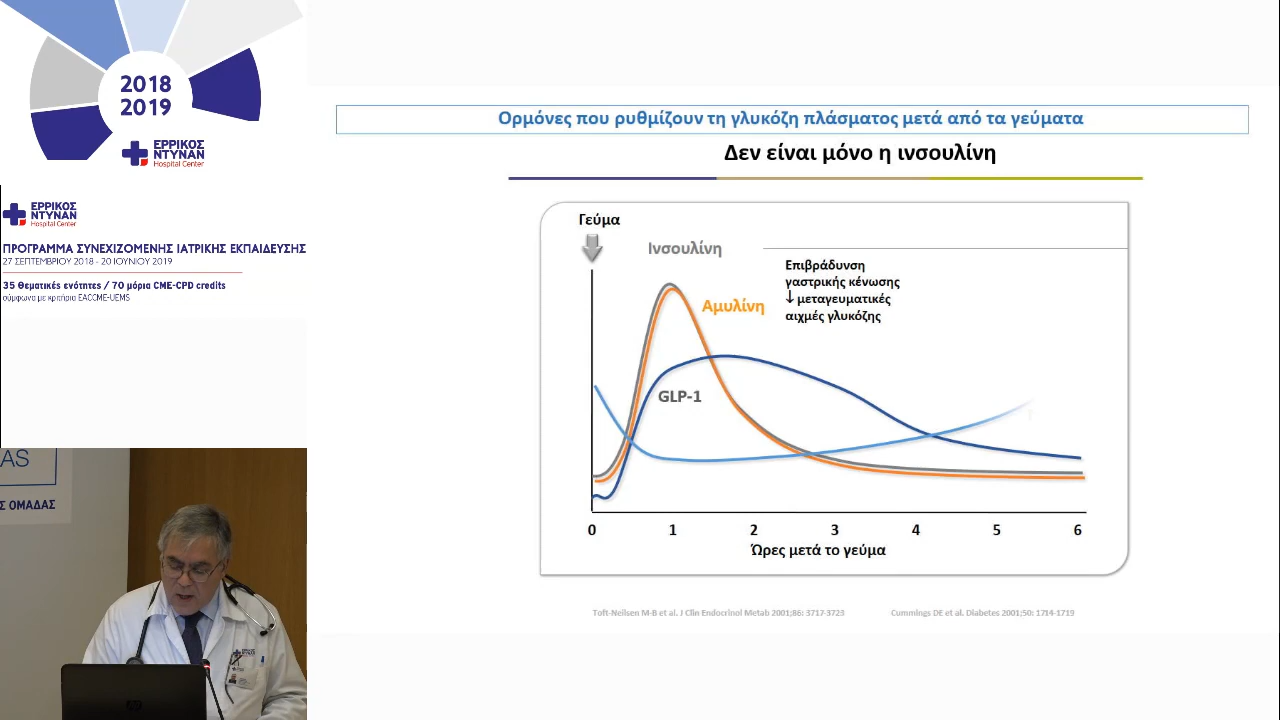 2018
2019
ΕΡΡΙΚΟΣ
ΝΤΥΝΑΝ
Hospital Center
ΕΡΡΙΚΟΣ
ΝΤΥΝΑΝ
Hospital Center
ΠΡΟΓΡΑΜΜΑ ΣΥΝΕΧΙΖΟΜΕΝΗΣ ΙΑΤΡΙΚΗΣ ΕΚΠΑΙΔΕΥΣΗΣ
27 ΣΕΠΤΕΜΒΡΙΟΥ 2018 - 20 ΙΟΥΝΙΟΥ 2019
35 θεματικές ενότητες / 70 μόρια CME-CPD credits
σύμφωνα με κριτήρια EACCME-UEMS
AS
Σ ΟΜΑΔΑΣ
Ορμόνες που ρυθμίζουν τη γλυκόζη πλάσματος μετά από τα γεύματα
Δεν είναι μόνο η ινσουλίνη
Γεύμα
Ινσουλίνη
Επιβράδυνση
γαστρικής κένωσης
↓ μεταγευματικές
αιχμές γλυκόζης
Αμυλίνη
GLP-1
0 1 2 3 4 5 6
Ώρες μετά το γεύμα
Toft-Neilsen M-B et al. J Clin Endocrinol Metab 2001;86: 3717-3723
Cummings DE et al. Diabetes 2001;50: 1714-1719